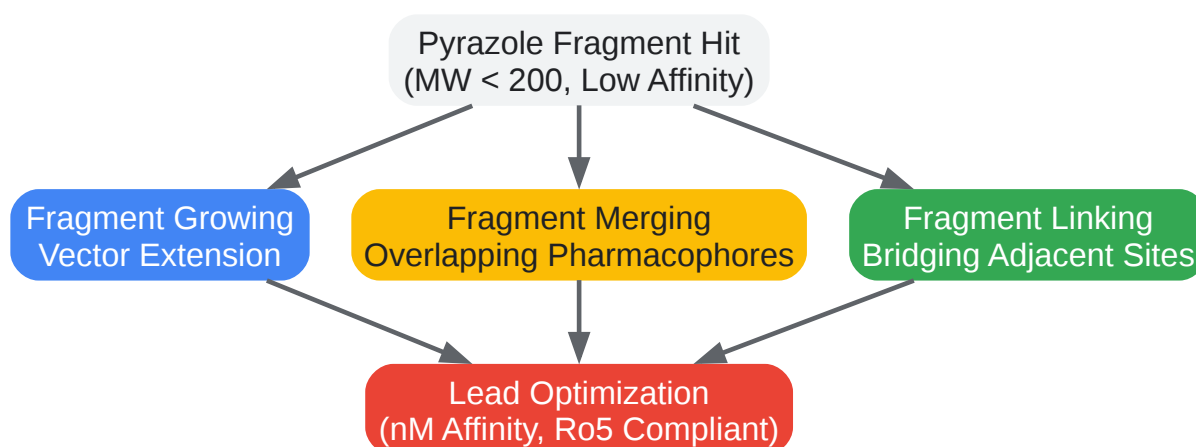 Pyrazole Fragment Hit
(MW < 200, Low Affinity)
Fragment Growing
Vector Extension
Fragment Merging
Overlapping Pharmacophores
Fragment Linking
Bridging Adjacent Sites
Lead Optimization
(nM Affinity, Ro5 Compliant)